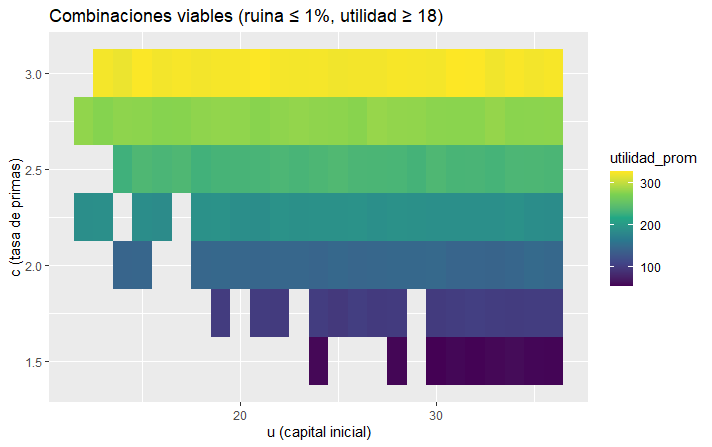 Combinaciones viables (ruina ≤ 1%, utilidad ≥ 18)
c (tasa de primas)
3.0
2.5
2.0
1.5
20
30
u (capital inicial)
utilidad_prom
300
200
100